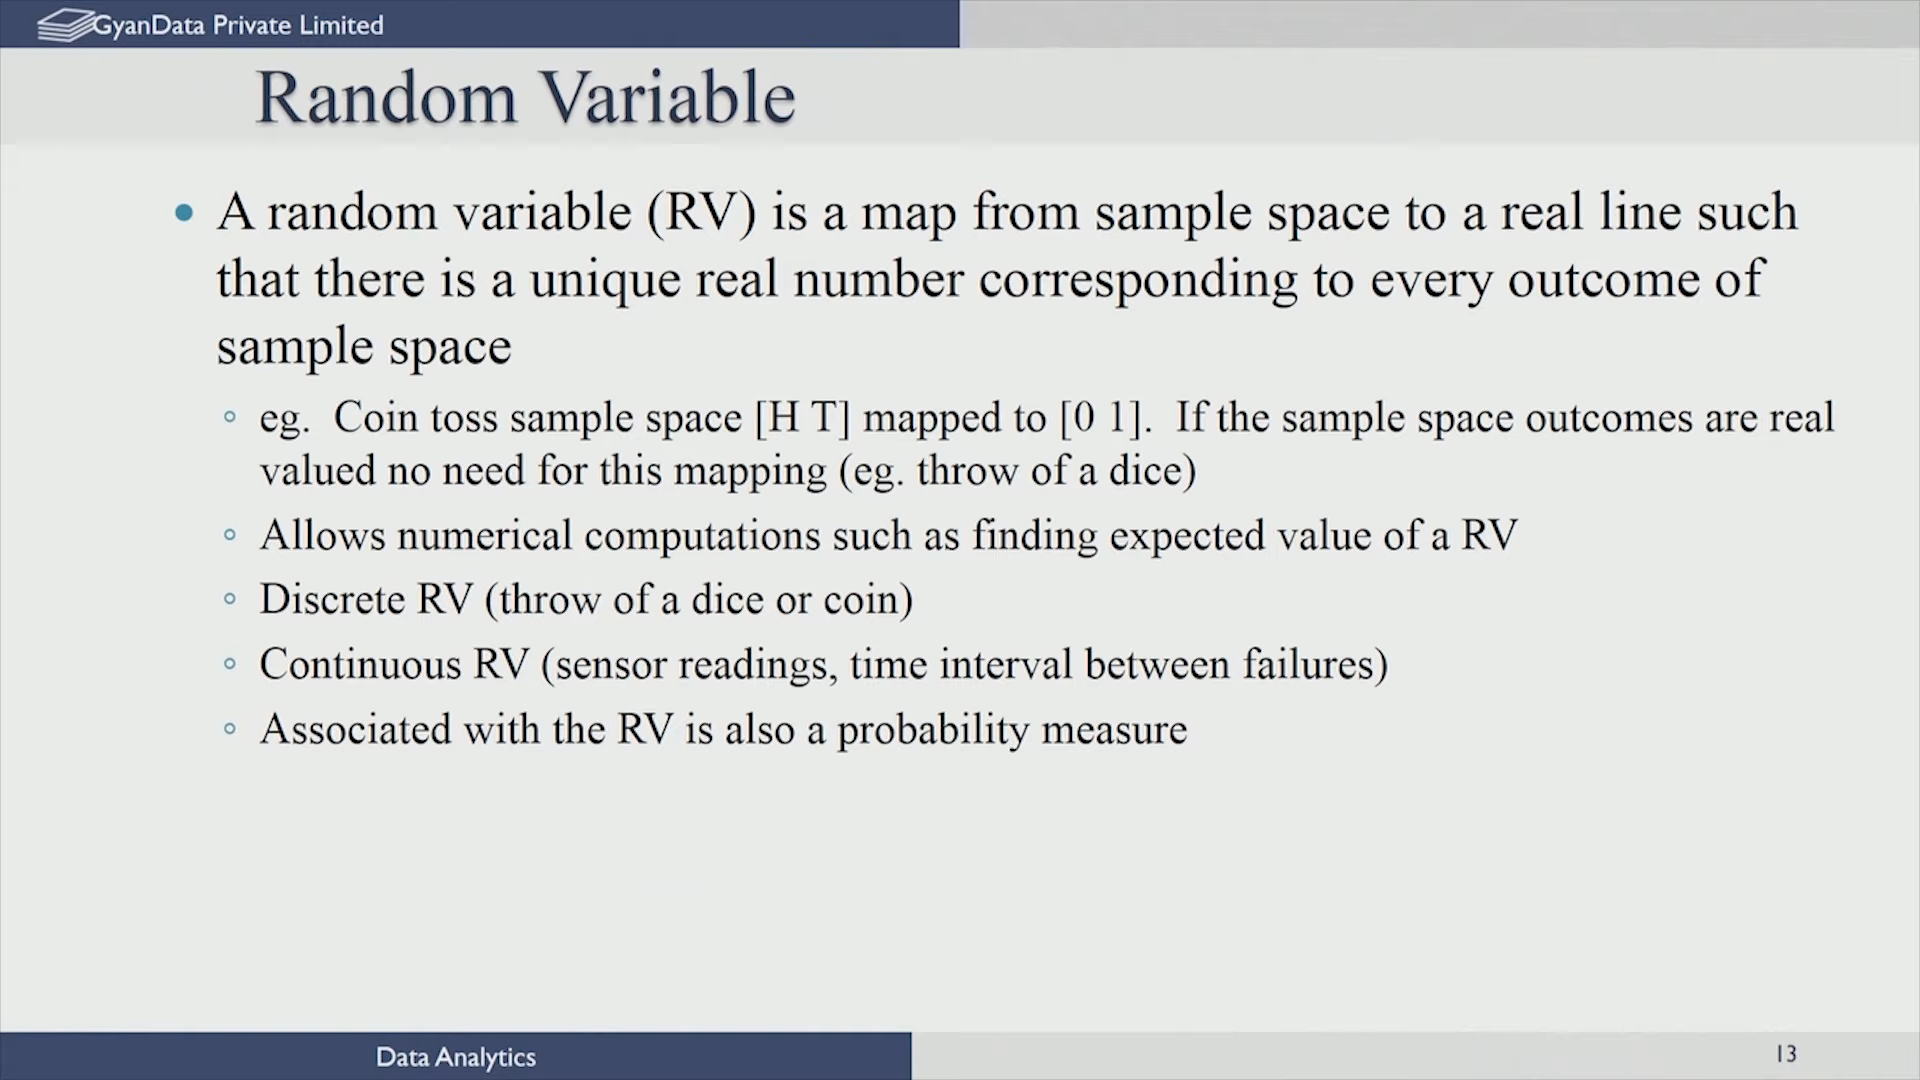 GyanData Private Limited
Random Variable
• A random variable (RV) is a map from sample space to a real line such
that there is a unique real number corresponding to every outcome of
sample space
◦ eg.  Coin toss sample space [H T] mapped to [0 1].  If the sample space outcomes are real
valued no need for this mapping (eg. throw of a dice)
◦ Allows numerical computations such as finding expected value of a RV
◦ Discrete RV (throw of a dice or coin)
◦ Continuous RV (sensor readings, time interval between failures)
◦ Associated with the RV is also a probability measure
Data Analytics
13